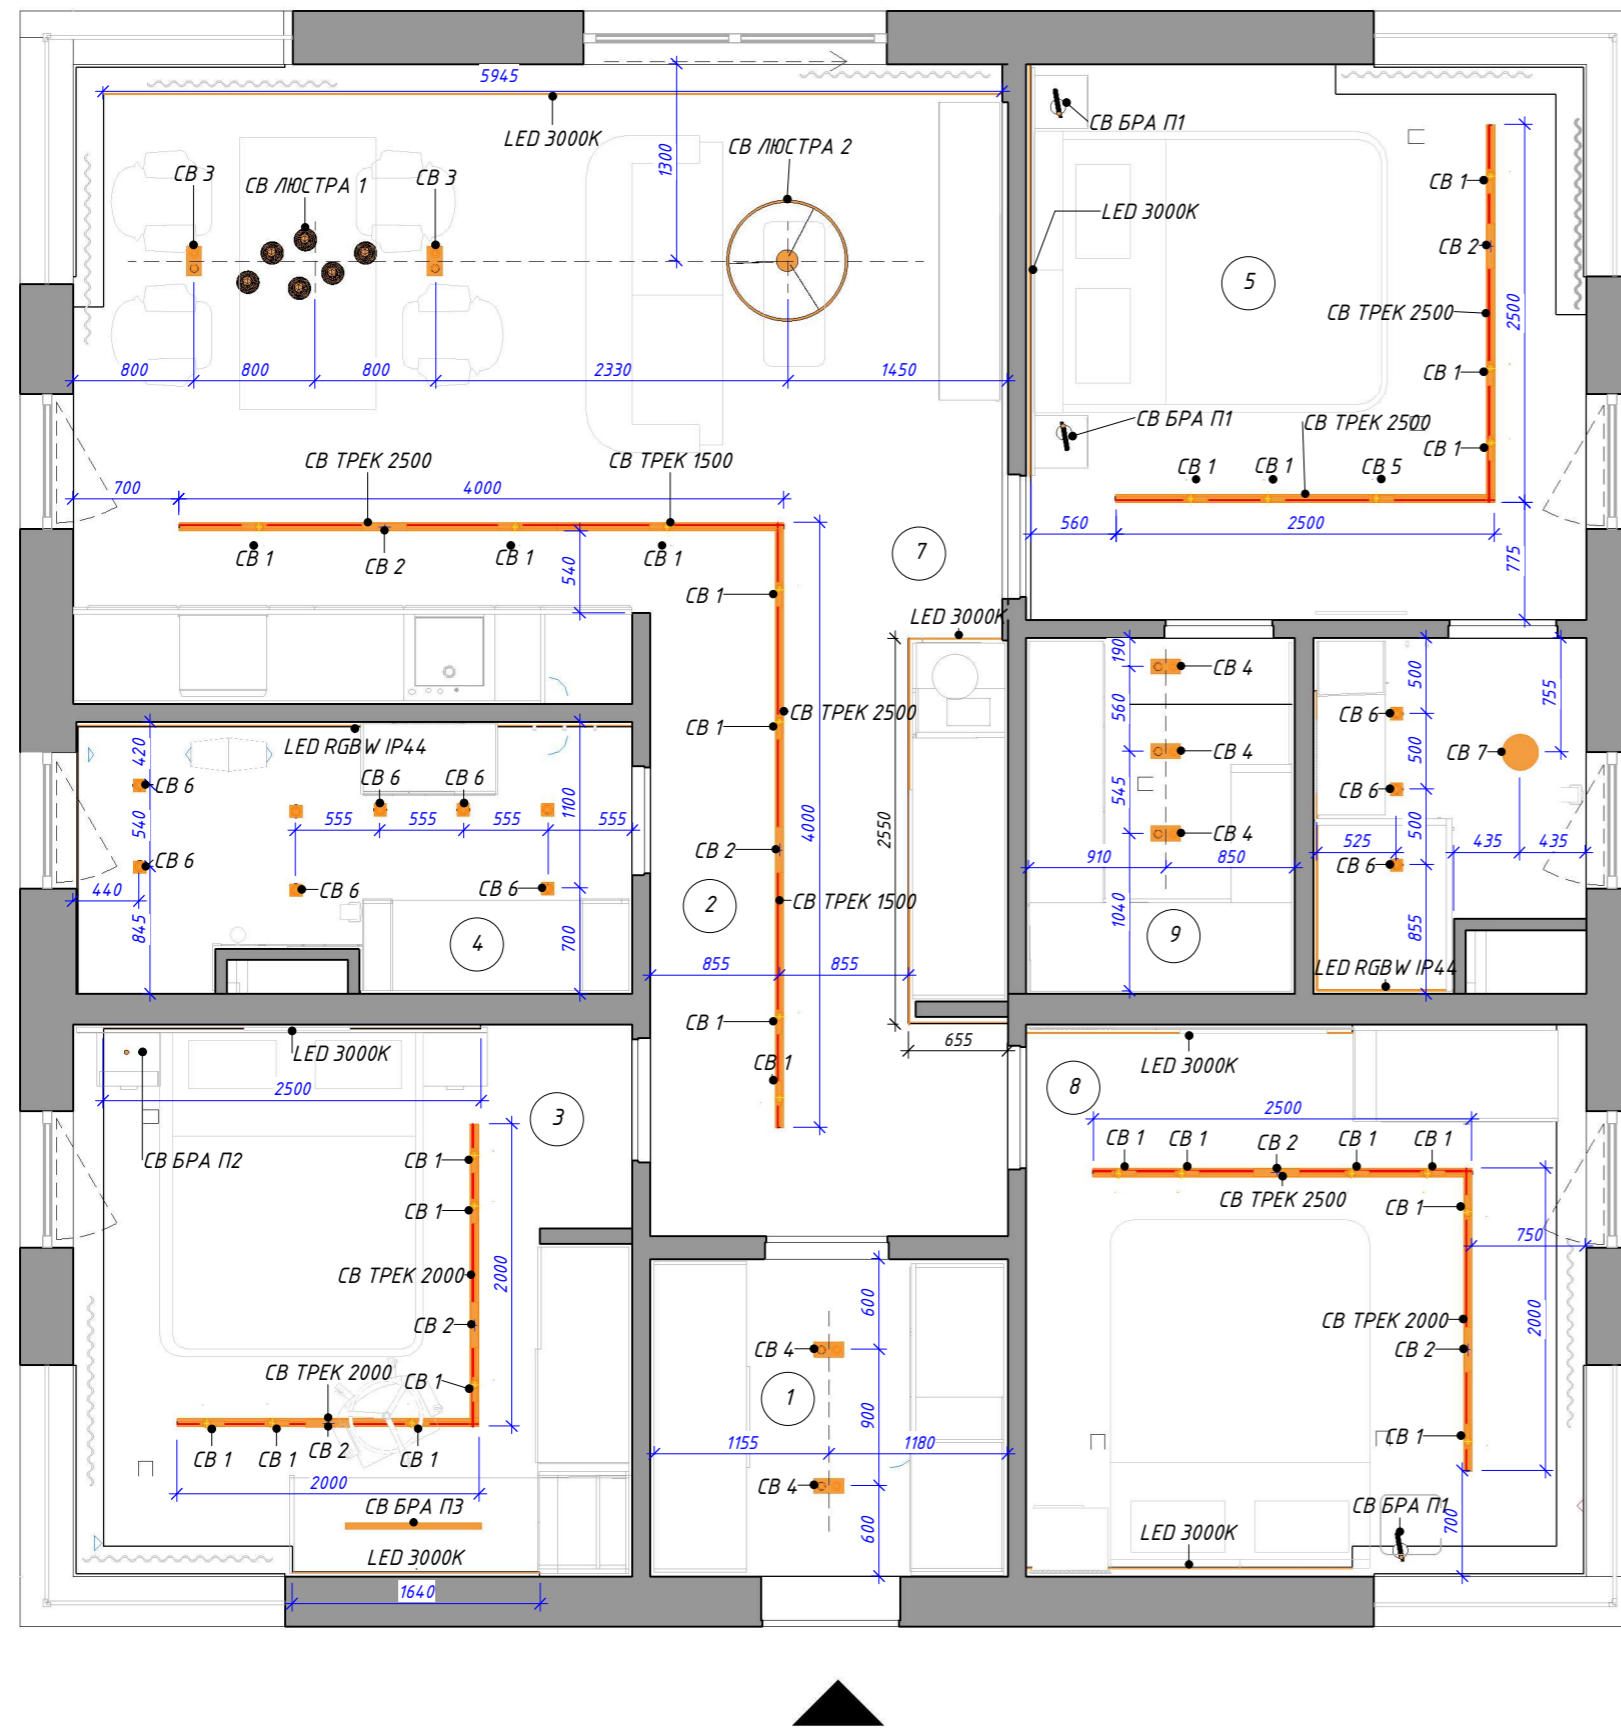 5945
LED 3000K
СВ БРА П1
СВ 3
СВ ЛЮСТРА 1
СВ 3
1300
СВ ЛЮСТРА 2
СВ 1
LED 3000K
СВ 2
5
СВ ТРЕК 2500
2500
800
800
800
2330
1450
СВ 1
СВ БРА П1
СВ ТРЕК 2500
СВ 1
СВ ТРЕК 2500
СВ ТРЕК 1500
СВ 1
СВ 1
СВ 5
700
4000
560
2500
СВ 1
СВ 2
СВ 1
СВ 1
540
7
775
СВ 1
LED 3000K
190
СВ 4
500
755
СВ 1
СВ ТРЕК 2500
560
СВ 6
LED RGBW IP44
420
СВ 6
СВ 6
СВ 6
1100
СВ 4
500
СВ 7
540
555
555
555
555
4000
2550
545
СВ 6
СВ 4
500
СВ 2
910
850
525
435
435
СВ 6
440
СВ 6
СВ 6
СВ 6
СВ ТРЕК 1500
2
845
4
700
1040
9
855
855
855
LED RGBW IP44
СВ 1
655
LED 3000K
СВ 1
LED 3000K
2500
8
3
2500
СВ БРА П2
СВ 1
СВ 1
СВ 1
СВ 2
СВ 1
СВ 1
СВ 1
СВ ТРЕК 2500
СВ 1
750
СВ ТРЕК 2000
2000
600
СВ ТРЕК 2000
2000
СВ 2
СВ 4
СВ 2
СВ ТРЕК 2000
СВ 1
1
900
СВ 1
СВ 1
СВ 2
СВ 1
1155
1180
СВ 1
2000
СВ 4
СВ БРА П3
600
СВ БРА П1
700
LED 3000K
LED 3000K
1640